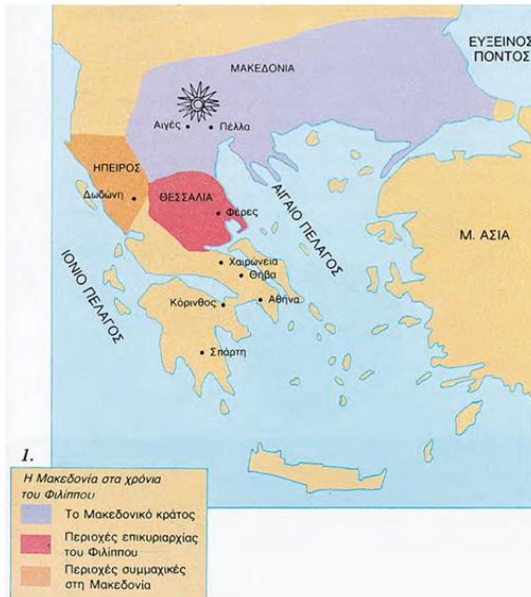 ΕΥΞΕΙΝΟΣ
ΠΟΝΤΟΣ
ΜΑΚΕΔΟΝΙΑ
Αιγές
Πέλλα
ΗΠΕΙΡΟΣ
Δωδώνη
ΘΕΣΣΑΛΙΑ
Φέρες
ΑΙΓΑΙΟ ΠΕΛΑΓΟΣ
Μ. ΑΣΙΑ
ΙΟΝΙΟ ΠΕΛΑΓΟΣ
Χαιρώνεια
Θήβα
Κόρινθος
Αθήνα
Σπάρτη
1.
Η Μακεδονία στα χρόνια
του Φιλίππου
Το Μακεδονικό κράτος
Περιοχές επικυριαρχίας
του Φιλίππου
Περιοχές συμμαχικές
στη Μακεδονία